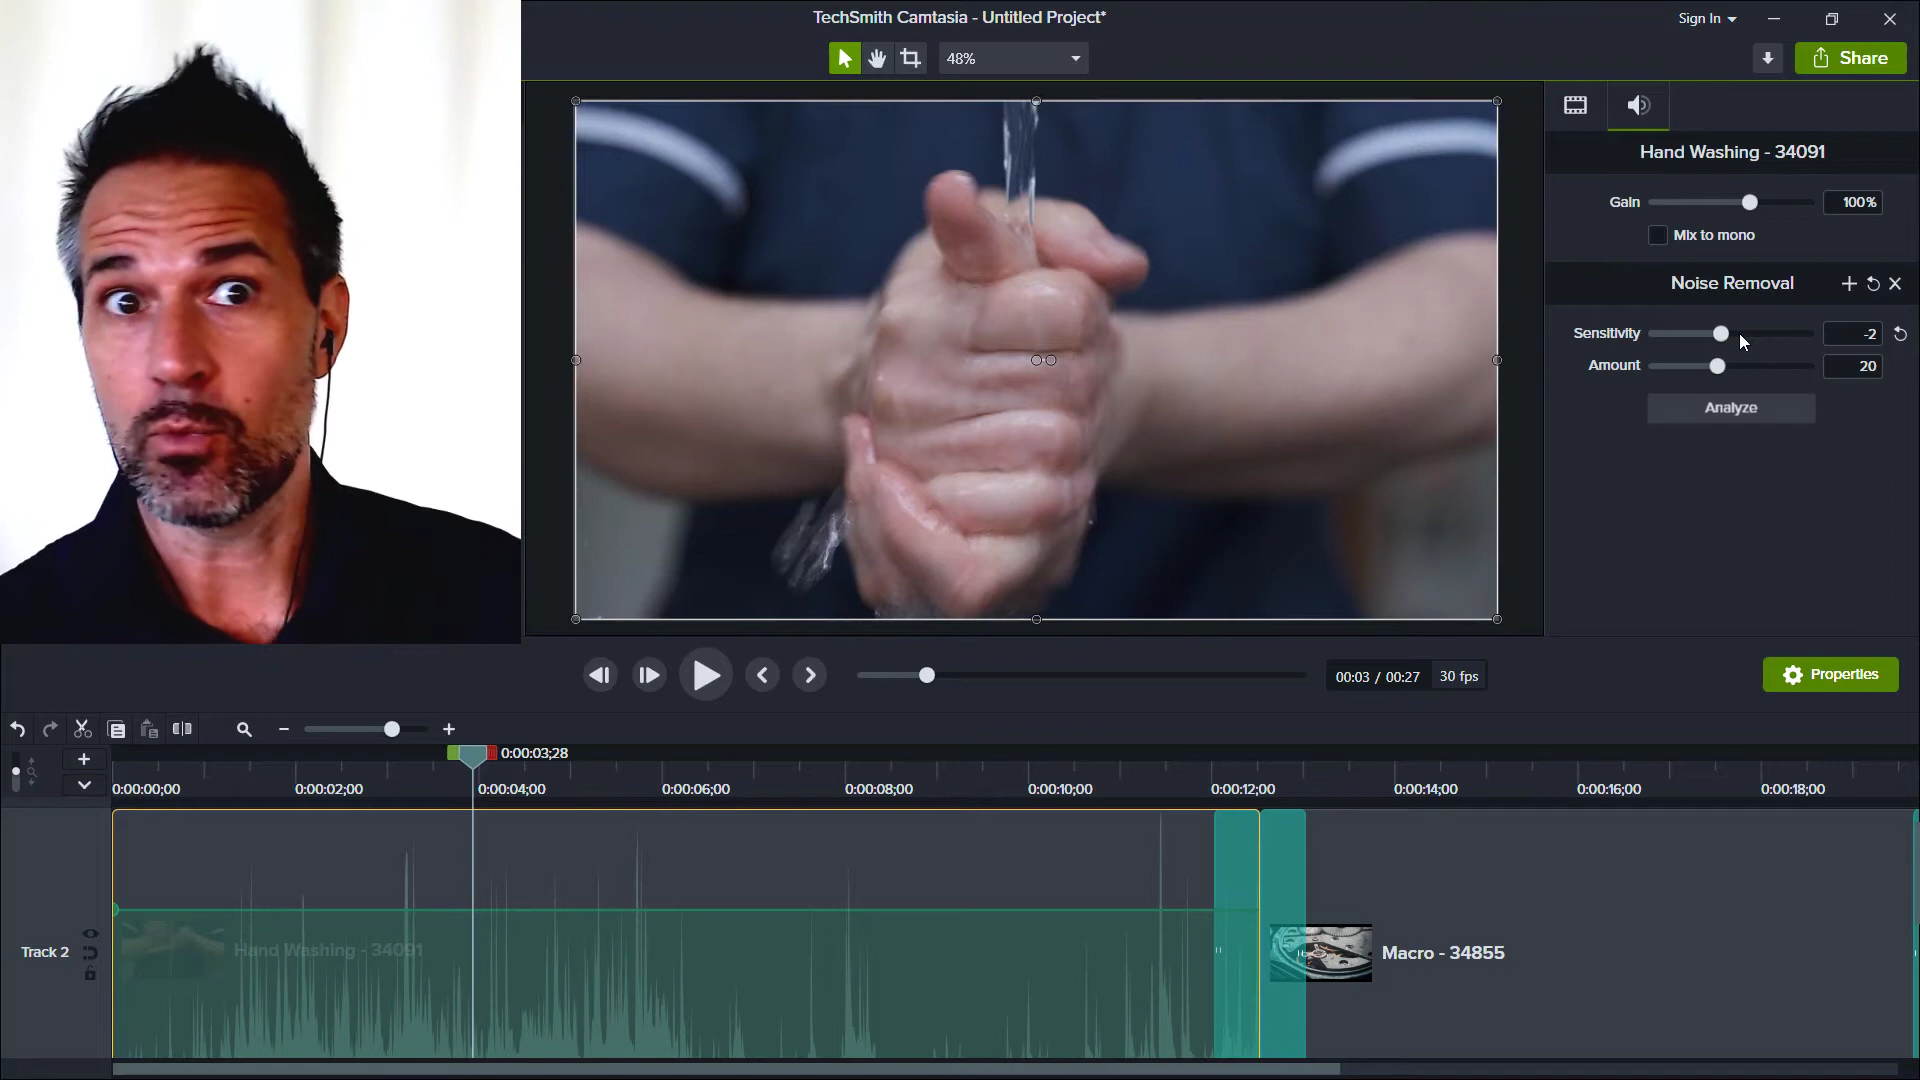 TechSmith Camtasia - Untitled Project*
Sign In
48%
Share
Hand Washing - 34091
Gain 100%
Mix to mono
Noise Removal
Sensitivity -2
Amount 20
Analyze
00:03 / 00:27 30 fps
Properties
0:00:03;28
0:00:00;00 0:00:02;00 0:00:04;00 0:00:06;00 0:00:08;00 0:00:10;00 0:00:12;00 0:00:14;00 0:00:16;00 0:00:18;00
Track 2
Hand Washing - 34091
Macro - 34855